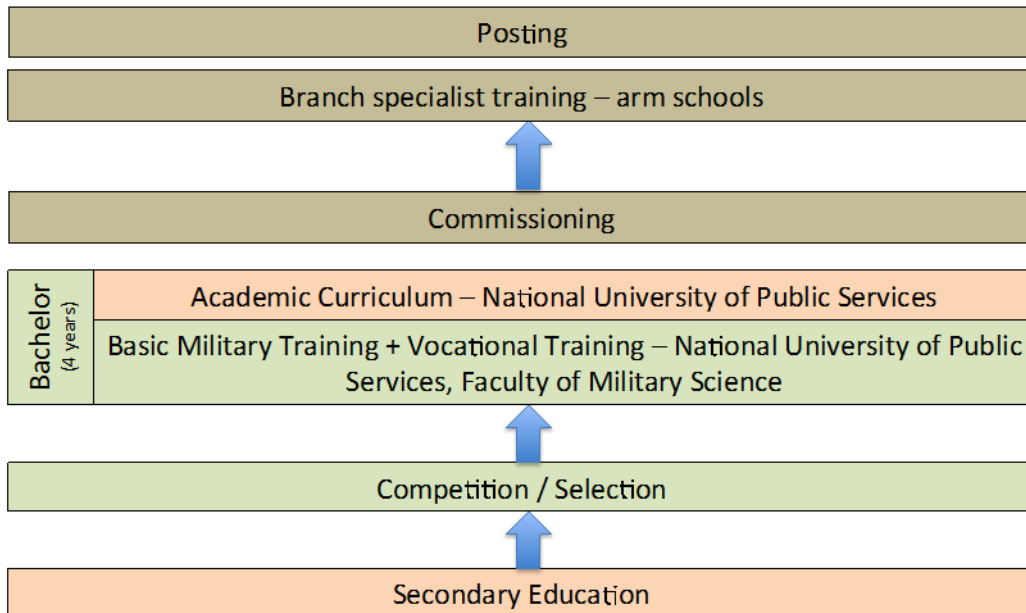 Posting
Branch specialist training – arm schools
Commissioning
Bachelor
(4 years)
Academic Curriculum – National University of Public Services
Basic Military Training + Vocational Training – National University of Public
Services, Faculty of Military Science
Competition / Selection
Secondary Education